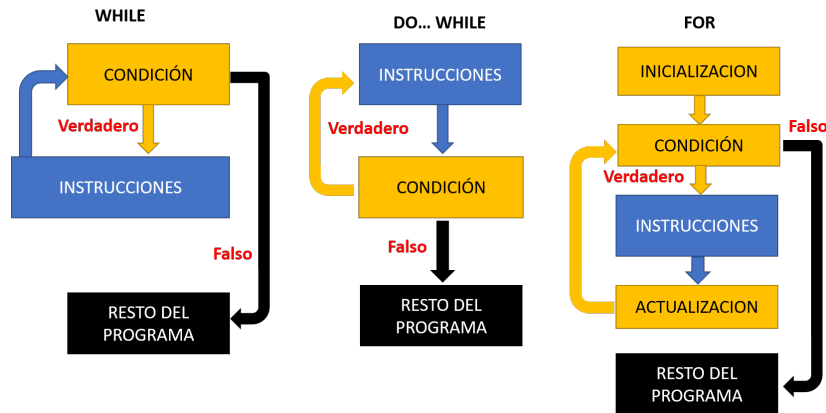 WHILE
CONDICIÓN
Verdadero
INSTRUCCIONES
Falso
RESTO DEL
PROGRAMA
DO... WHILE
INSTRUCCIONES
Verdadero
CONDICIÓN
Falso
RESTO DEL
PROGRAMA
FOR
INICIALIZACION
Falso
CONDICIÓN
Verdadero
INSTRUCCIONES
ACTUALIZACION
RESTO DEL
PROGRAMA